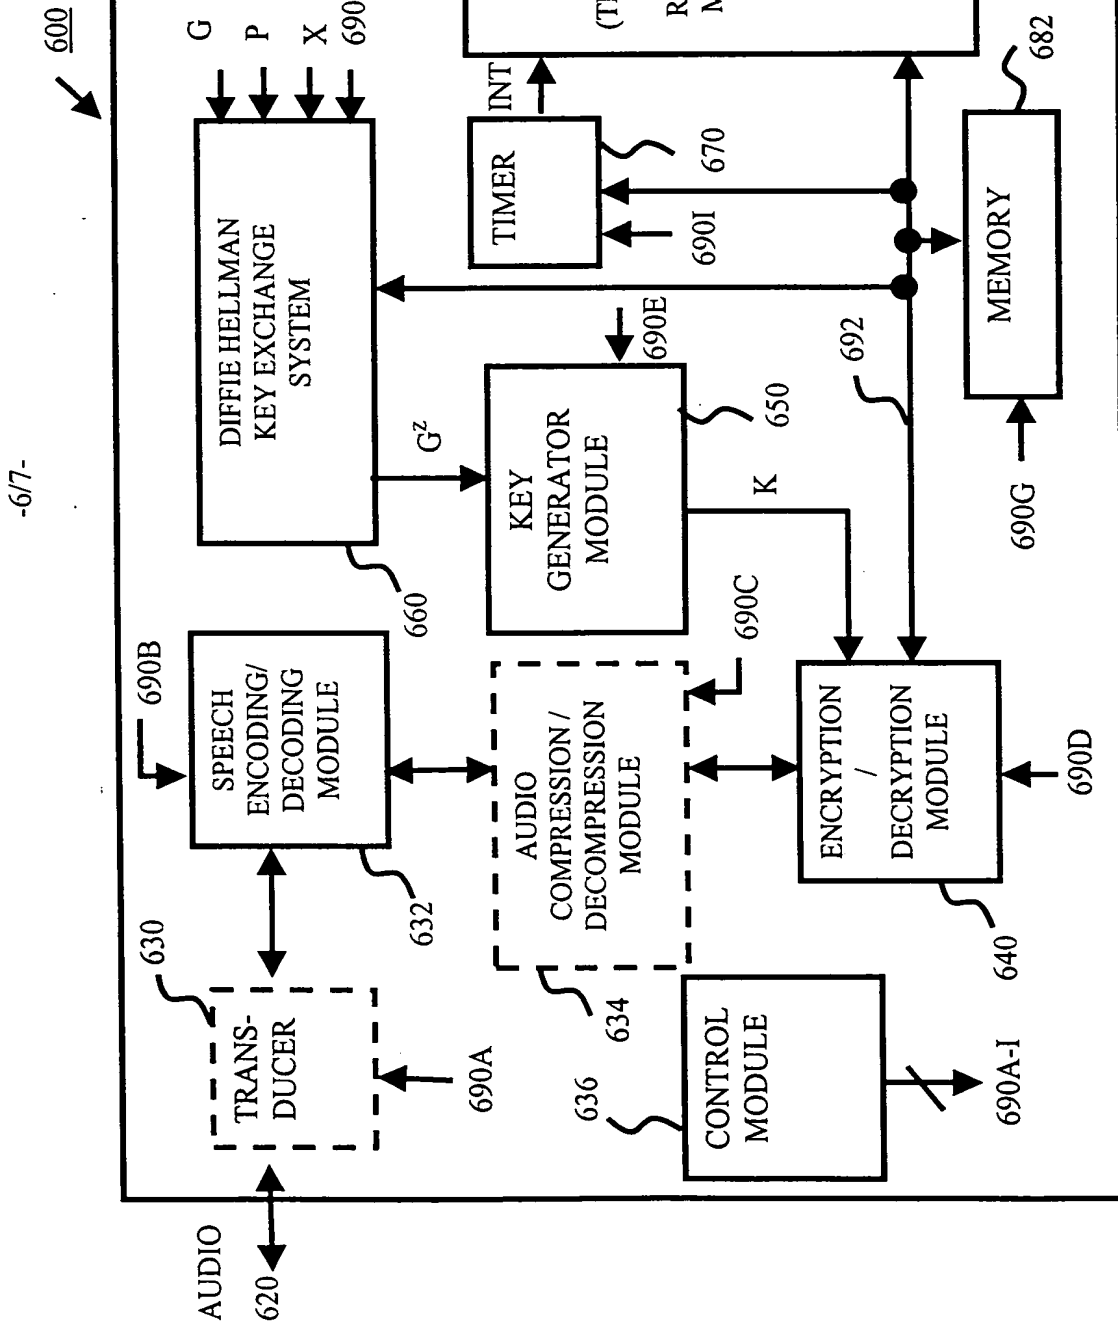 -6/7-
600
G
P
X
690
DIFFIE HELLMAN
KEY EXCHANGE
SYSTEM
660
690B
SPEECH
ENCODING/
DECODING
MODULE
632
630
TRANS-
DUCER
690A
AUDIO
620
INT
TIMER
670
690I
G^z
690E
KEY
GENERATOR
MODULE
650
K
690C
AUDIO
COMPRESSION /
DECOMPRESSION
MODULE
634
636
CONTROL
MODULE
690A-I
692
ENCRYPTION
/
DECRYPTION
MODULE
640
690D
MEMORY
682
690G